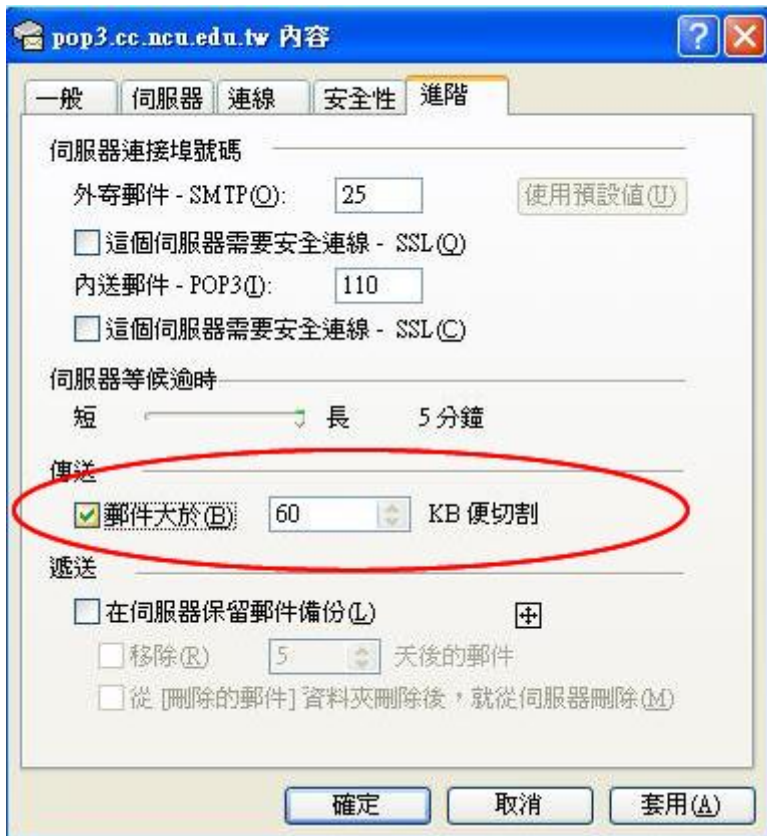 pop3.cc.ncu.edu.tw 內容
一般 伺服器 連線 安全性 進階
伺服器連接埠號碼
外寄郵件 - SMTP(O): 25 使用預設值(U)
這個伺服器需要安全連線 - SSL(Q)
內送郵件 - POP3(I): 110
這個伺服器需要安全連線 - SSL(C)
伺服器等候逾時
短 長 5 分鐘
傳送
郵件大於(B) 60 KB 便切割
遞送
在伺服器保留郵件備份(L)
移除(R) 5 天後的郵件
從 [刪除的郵件] 資料夾刪除後，就從伺服器刪除(M)
確定 取消 套用(A)